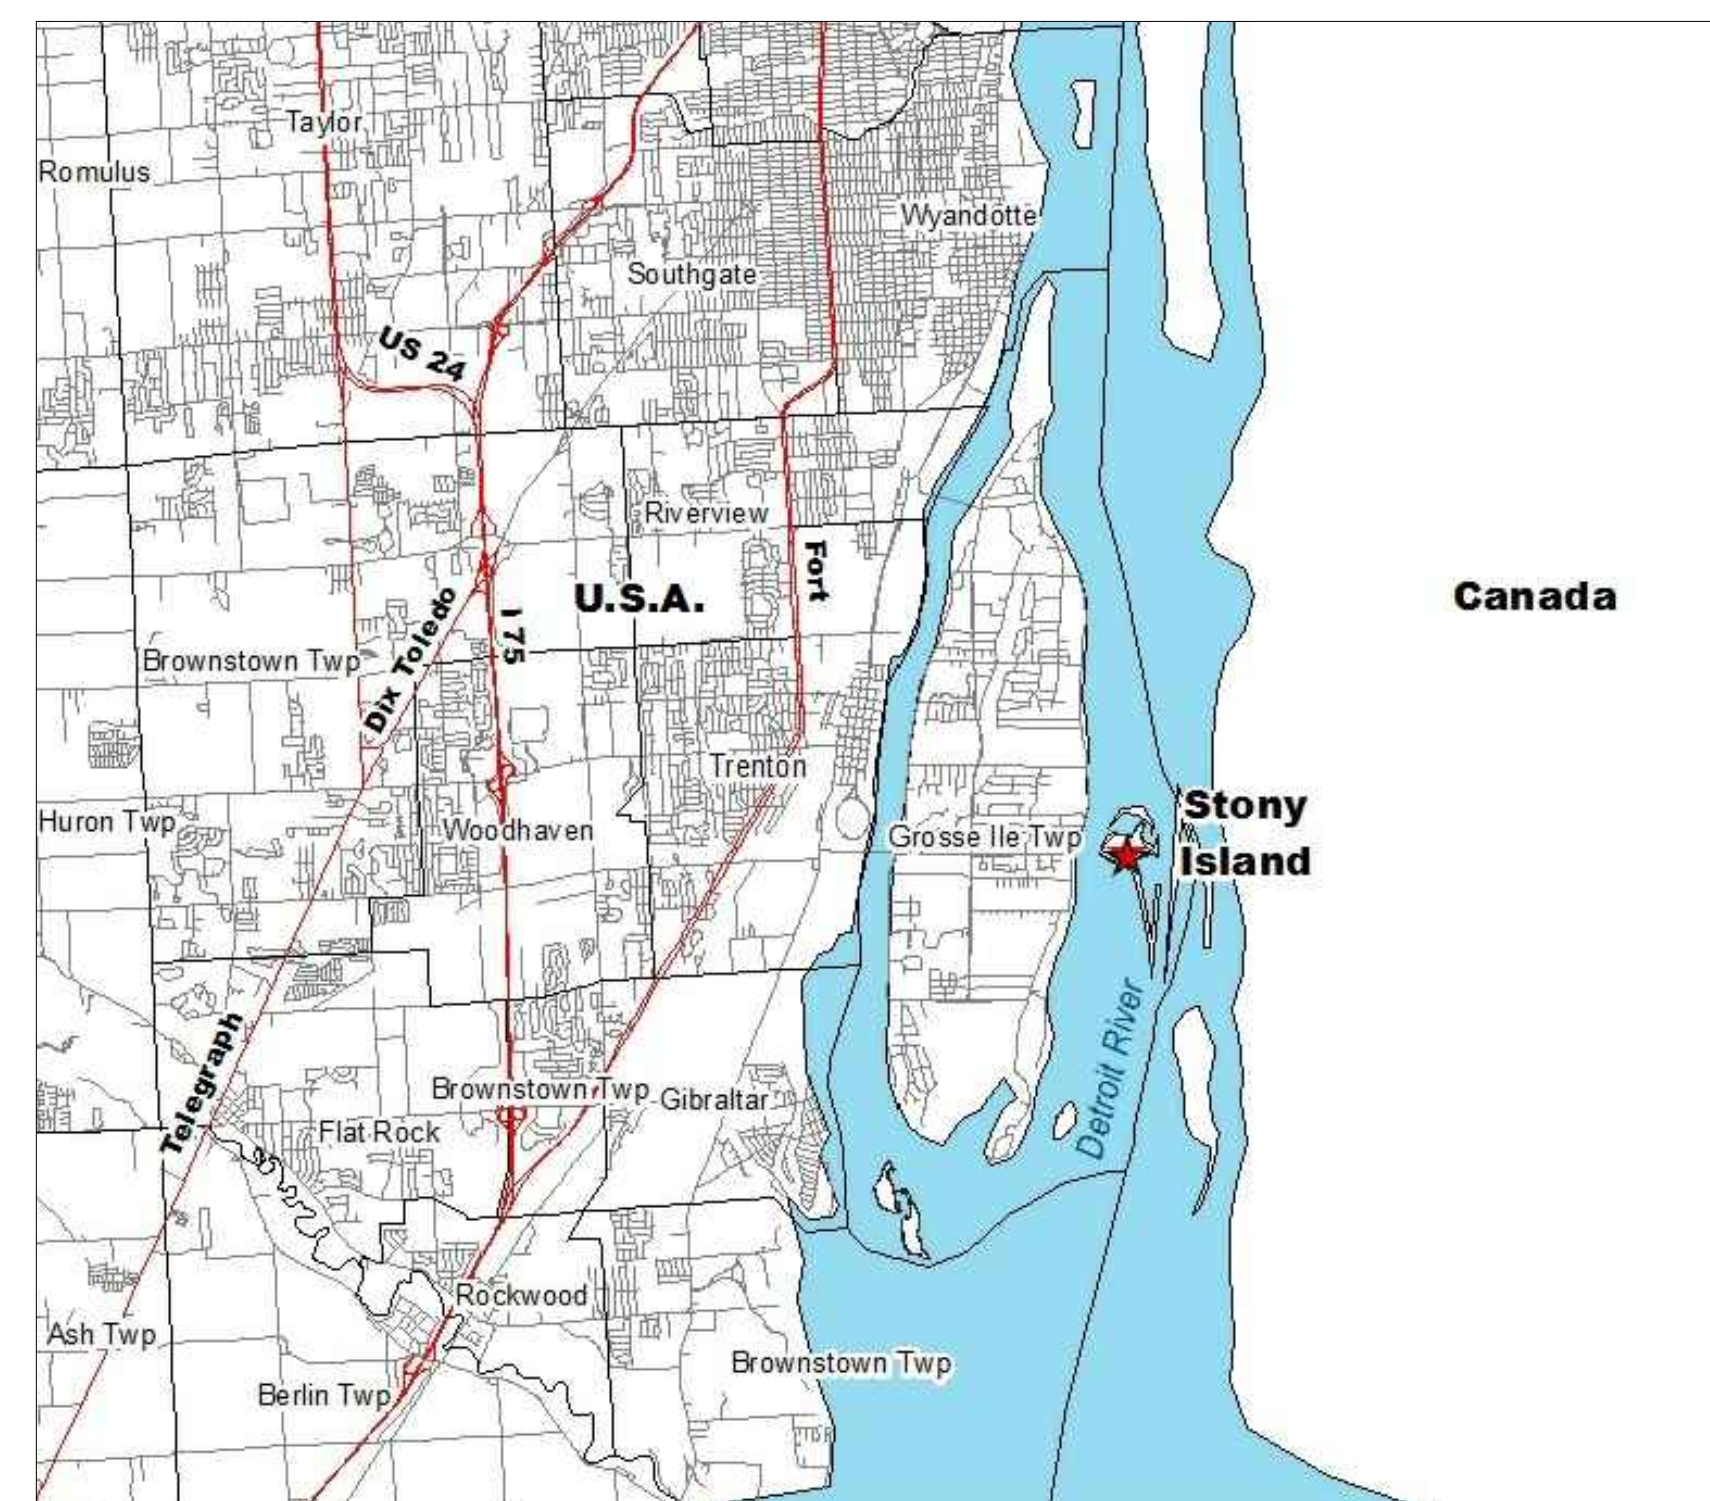 Taylor
Romulus
Wyandotte
Southgate
US 24
Riverview
Fort
U.S.A.
Canada
I 75
Dix Toledo
Brownstown Twp
Trenton
Stony
Island
Huron Twp
Woodhaven
Grosse Ile Twp
Detroit River
Telegraph
Brownstown Twp
Gibraltar
Flat Rock
Rockwood
Ash Twp
Brownstown Twp
Berlin Twp